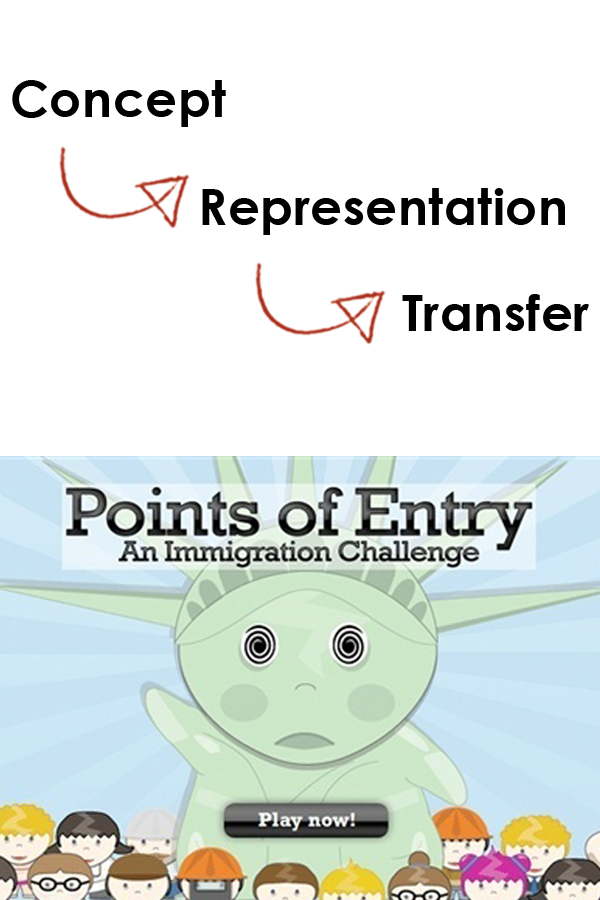 Concept
Representation
Transfer
Points of Entry
An Immigration Challenge
Play now!